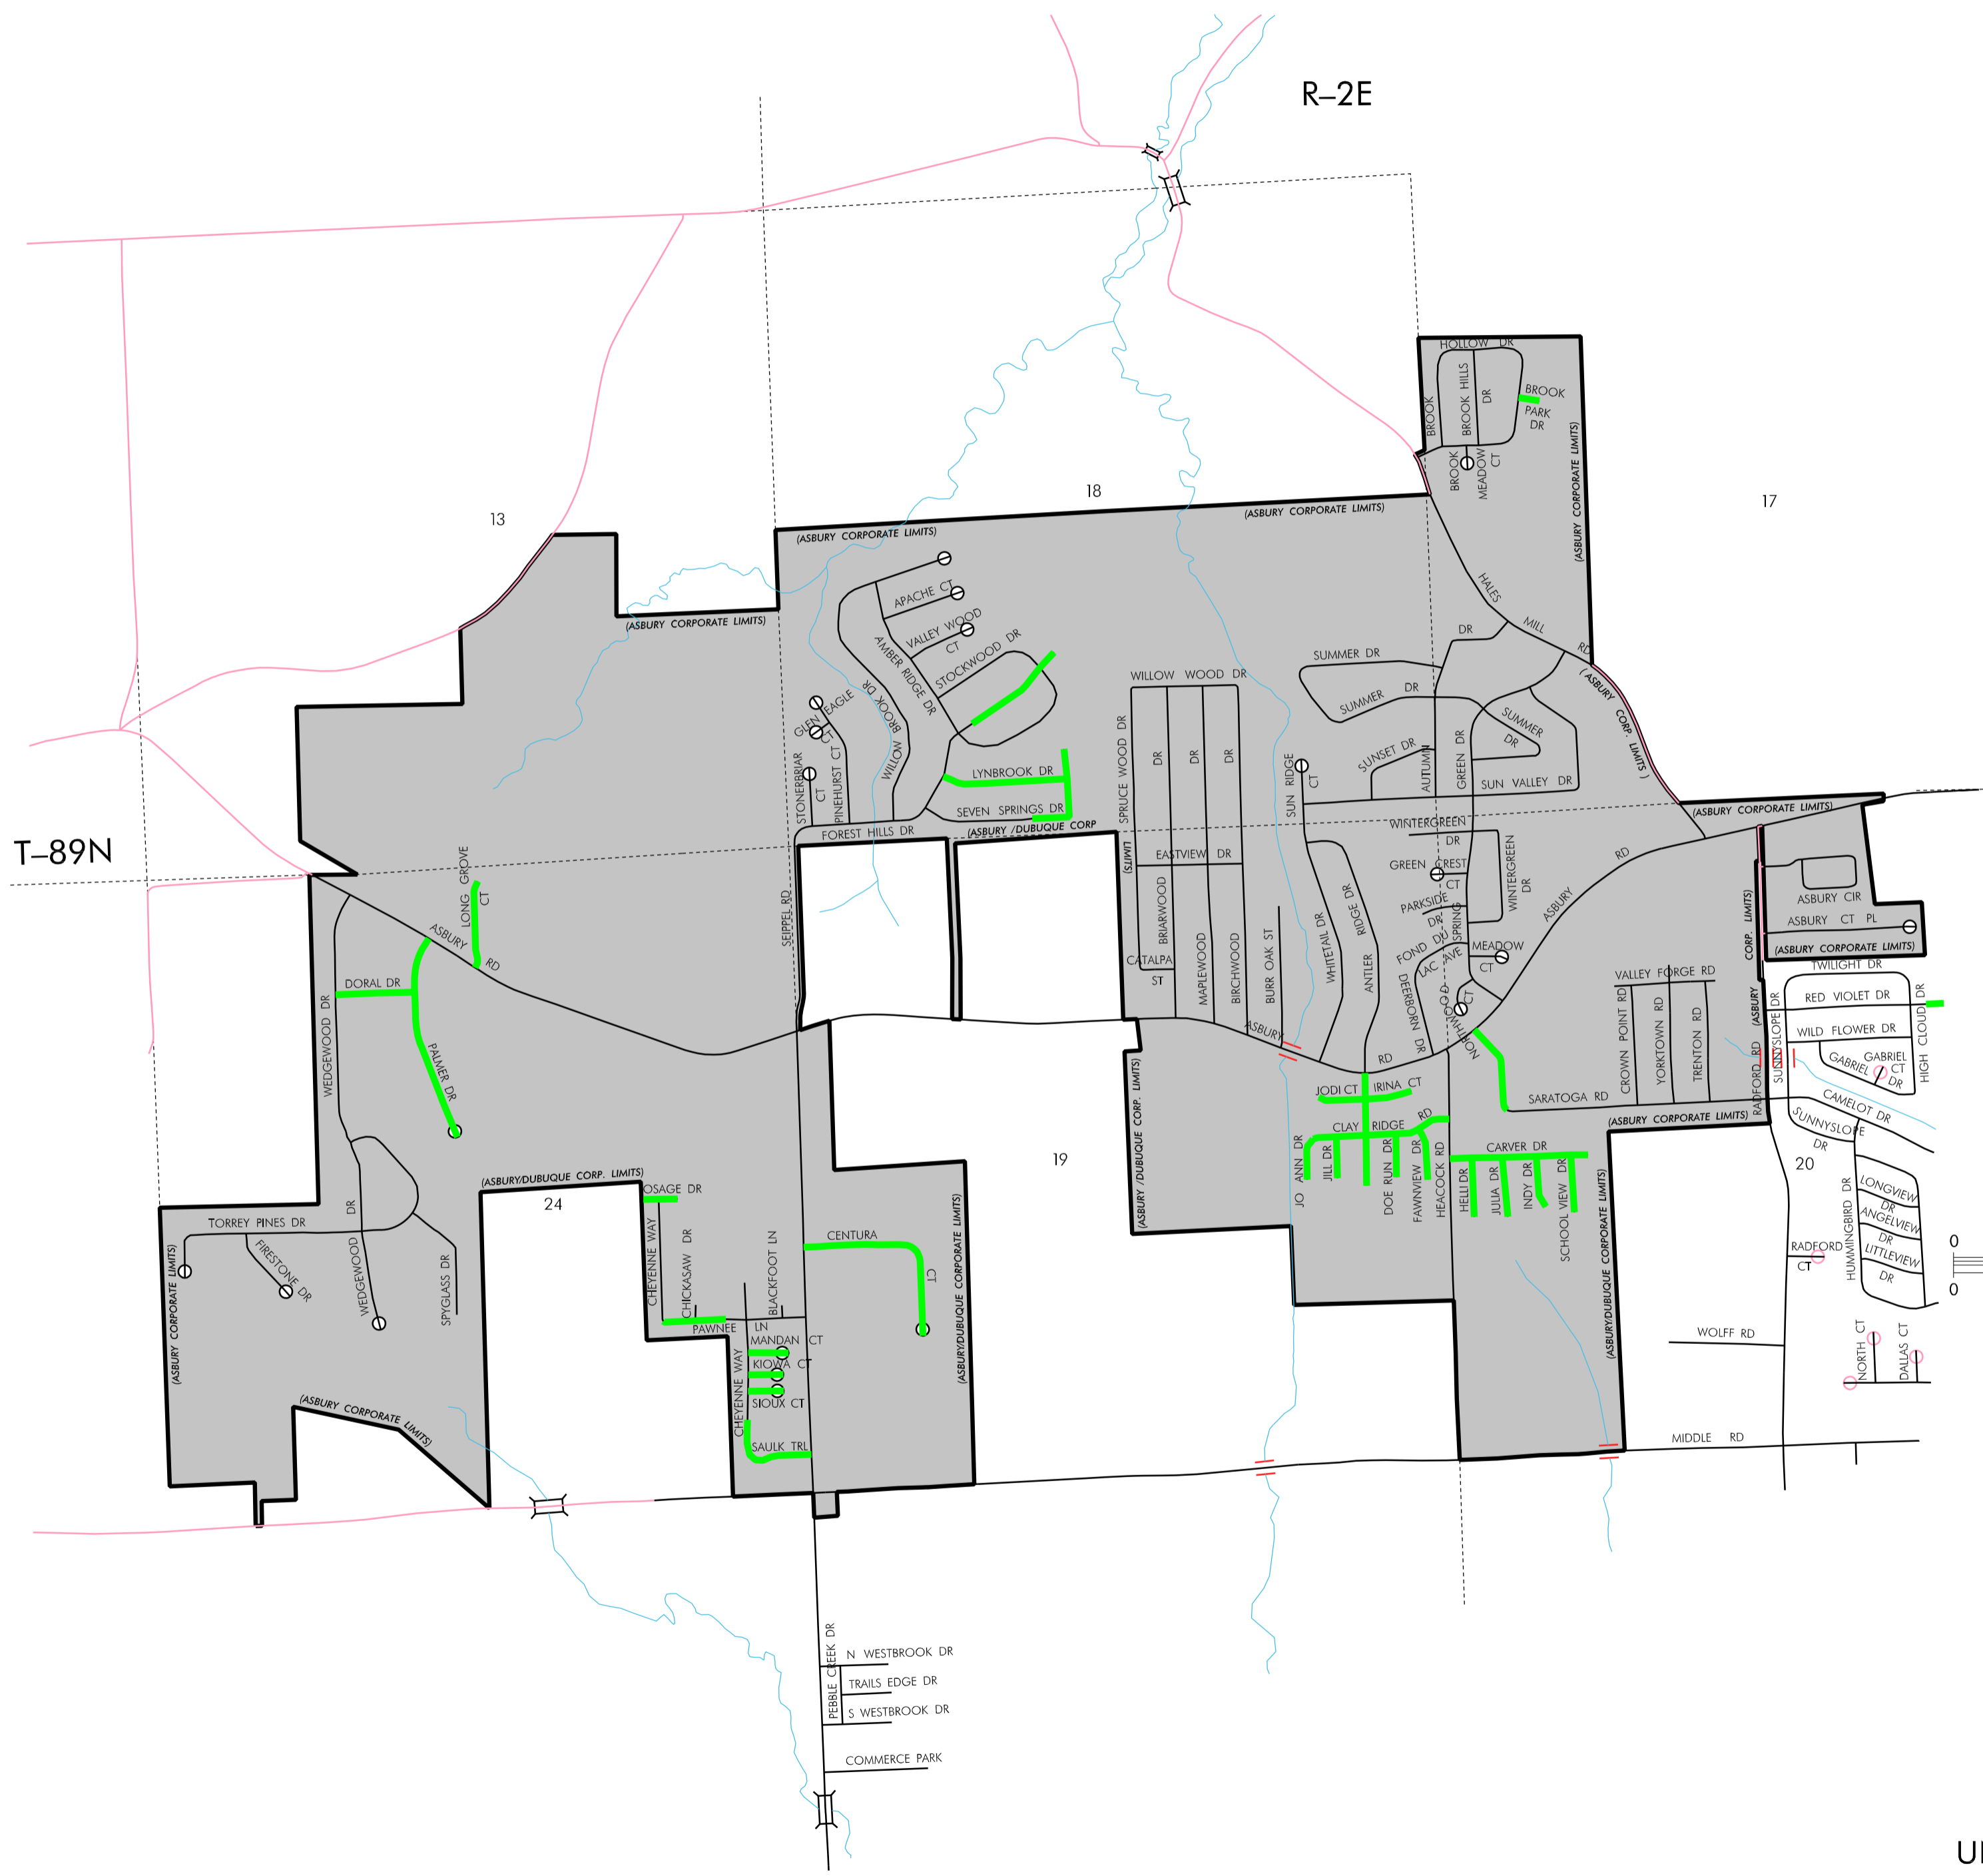 R–2E
T–89N
13
18
17
HOLLOW DR
BROOK
BROOK HILLS
DR
BROOK
PARK
DR
BROOK
MEADOW
CT
(ASBURY CORPORATE LIMITS)
(ASBURY CORPORATE LIMITS)
(ASBURY CORPORATE LIMITS)
(ASBURY CORPORATE LIMITS)
HALES
MILL
RD
(ASBURY CORP. LIMITS)
APACHE CT
VALLEY WOOD
CT
STOCKWOOD DR
AMBER RIDGE DR
WILLOW
BROOK DR
GLEN EAGLE
CT
STONERBRIAR
CT
PINEHURST CT
LYNBROOK DR
SEVEN SPRINGS DR
FOREST HILLS DR
(ASBURY /DUBUQUE CORP
LIMITS)
WILLOW WOOD DR
SPRUCE WOOD DR
DR
DR
DR
EASTVIEW DR
BRIARWOOD
CATALPA
ST
MAPLEWOOD
BIRCHWOOD
BURR OAK ST
SUMMER DR
SUMMER DR
SUMMER
DR
DR
SUNSET DR
AUTUMN
GREEN DR
SUN VALLEY DR
SUN RIDGE
CT
WINTERGREEN
DR
GREEN CREST
CT
WINTERGREEN
DR
PARKSIDE
DR
SPRING
FOND DU
LAC AVE
MEADOW
CT
DEERBORN DR
NORTHWOOD
CT
WHITETAIL DR
ANTLER
RIDGE DR
ASBURY
RD
ASBURY
RD
(ASBURY CORPORATE LIMITS)
(ASBURY
CORP. LIMITS)
ASBURY CIR
ASBURY CT PL
(ASBURY CORPORATE LIMITS)
TWILIGHT DR
RED VIOLET DR
WILD FLOWER DR
GABRIEL
DR
GABRIEL
CT
HIGH CLOUD DR
SUNNYSLOPE DR
RADFORD RD
VALLEY FORGE RD
CROWN POINT RD
YORKTOWN RD
TRENTON RD
SARATOGA RD
(ASBURY CORPORATE LIMITS)
CAMELOT DR
SUNNYSLOPE
DR
20
HUMMINGBIRD DR
LONGVIEW
DR
ANGELVIEW
DR
LITTLEVIEW
DR
RADFORD
CT
WOLFF RD
NORTH CT
DALLAS CT
MIDDLE RD
0
0
SEIPPEL RD
LONG GROVE
CT
ASBURY
RD
DORAL DR
WEDGEWOOD DR
PALMER DR
24
19
(ASBURY/DUBUQUE CORP. LIMITS)
(ASBURY /DUBUQUE CORP. LIMITS)
JODI CT
IRINA CT
CLAY RIDGE
RD
JO ANN DR
JILL DR
DOE RUN DR
FAWNVIEW DR
HEACOCK RD
CARVER DR
HELLI DR
JULIA DR
INDY DR
SCHOOL VIEW DR
(ASBURY/DUBUQUE CORPORATE LIMITS)
TORREY PINES DR
FIRESTONE DR
WEDGEWOOD
DR
SPYGLASS DR
(ASBURY CORPORATE LIMITS)
(ASBURY CORPORATE LIMITS)
OSAGE DR
CHEYENNE WAY
CHICKASAW DR
BLACKFOOT LN
PAWNEE LN
MANDAN CT
KIOWA CT
SIOUX CT
CHEYENNE WAY
SAULK TRL
CENTURA
CT
(ASBURY/DUBUQUE CORPORATE LIMITS)
PEBBLE CREEK DR
N WESTBROOK DR
TRAILS EDGE DR
S WESTBROOK DR
COMMERCE PARK